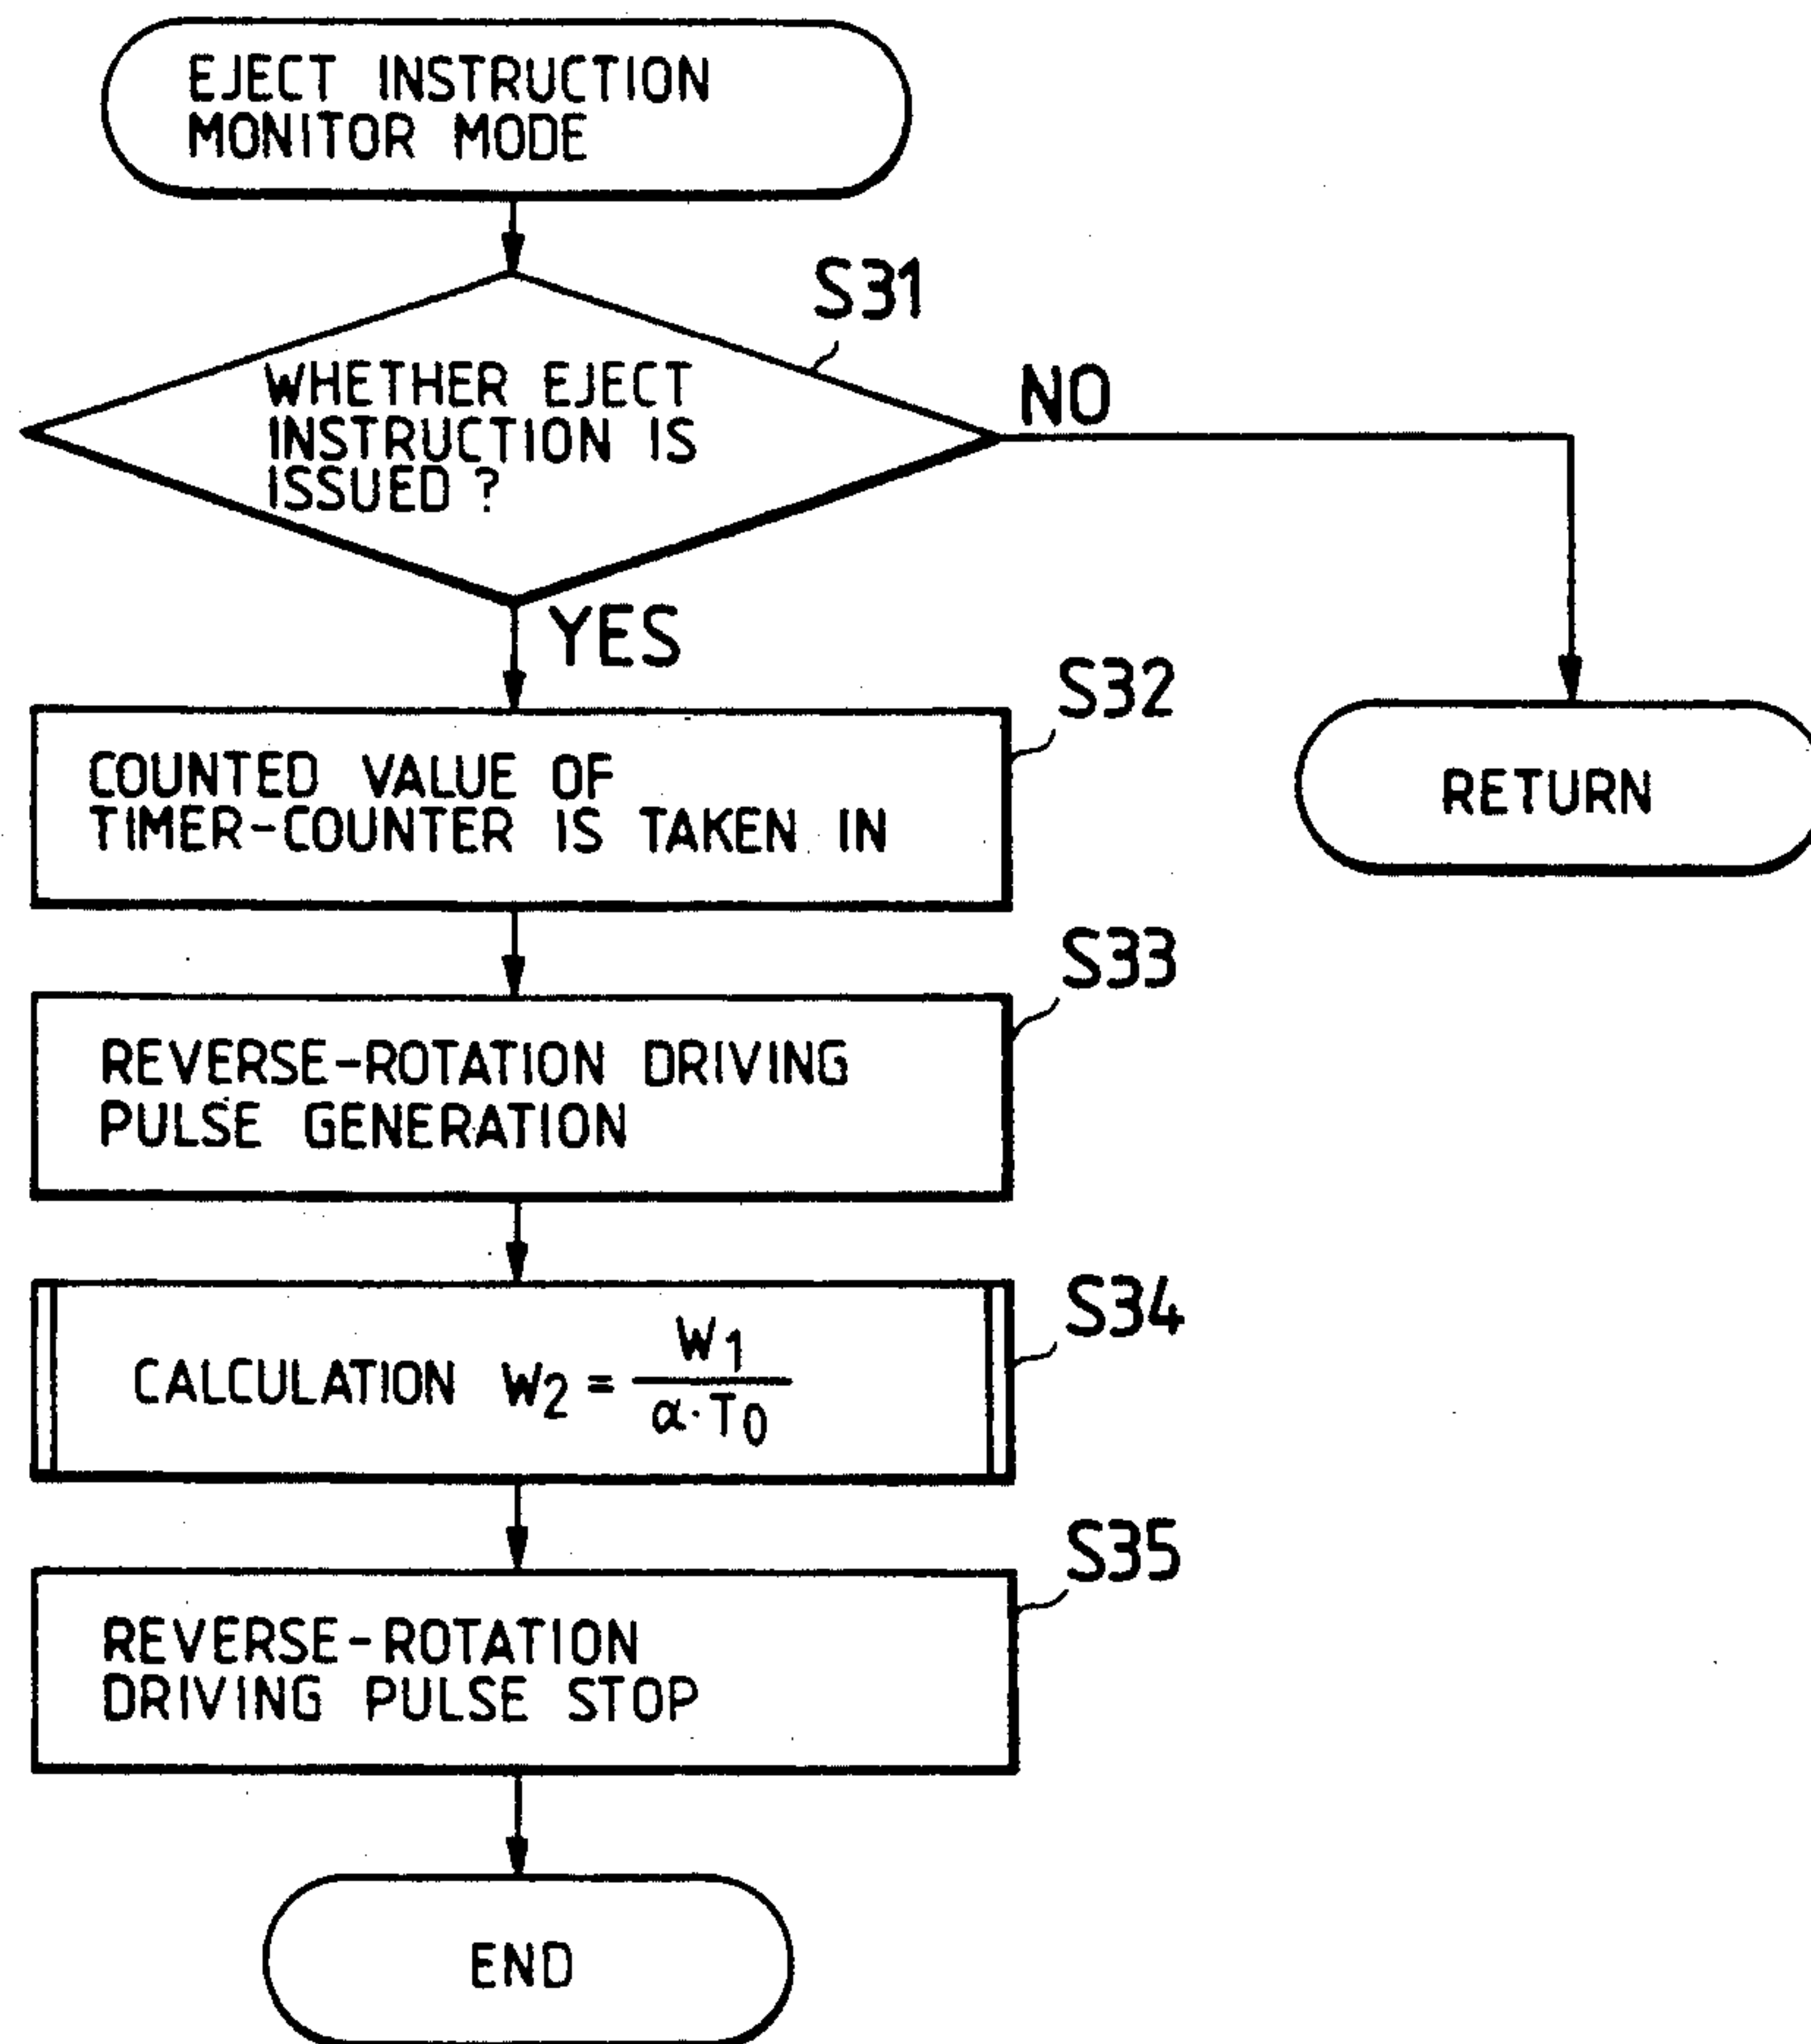 EJECT INSTRUCTION
MONITOR MODE
S31
WHETHER EJECT
INSTRUCTION IS
ISSUED ?
NO
YES
S32
COUNTED VALUE OF
TIMER-COUNTER IS TAKEN IN
RETURN
S33
REVERSE-ROTATION DRIVING
PULSE GENERATION
S34
CALCULATION W2 = W1 / α·T0
S35
REVERSE-ROTATION
DRIVING PULSE STOP
END